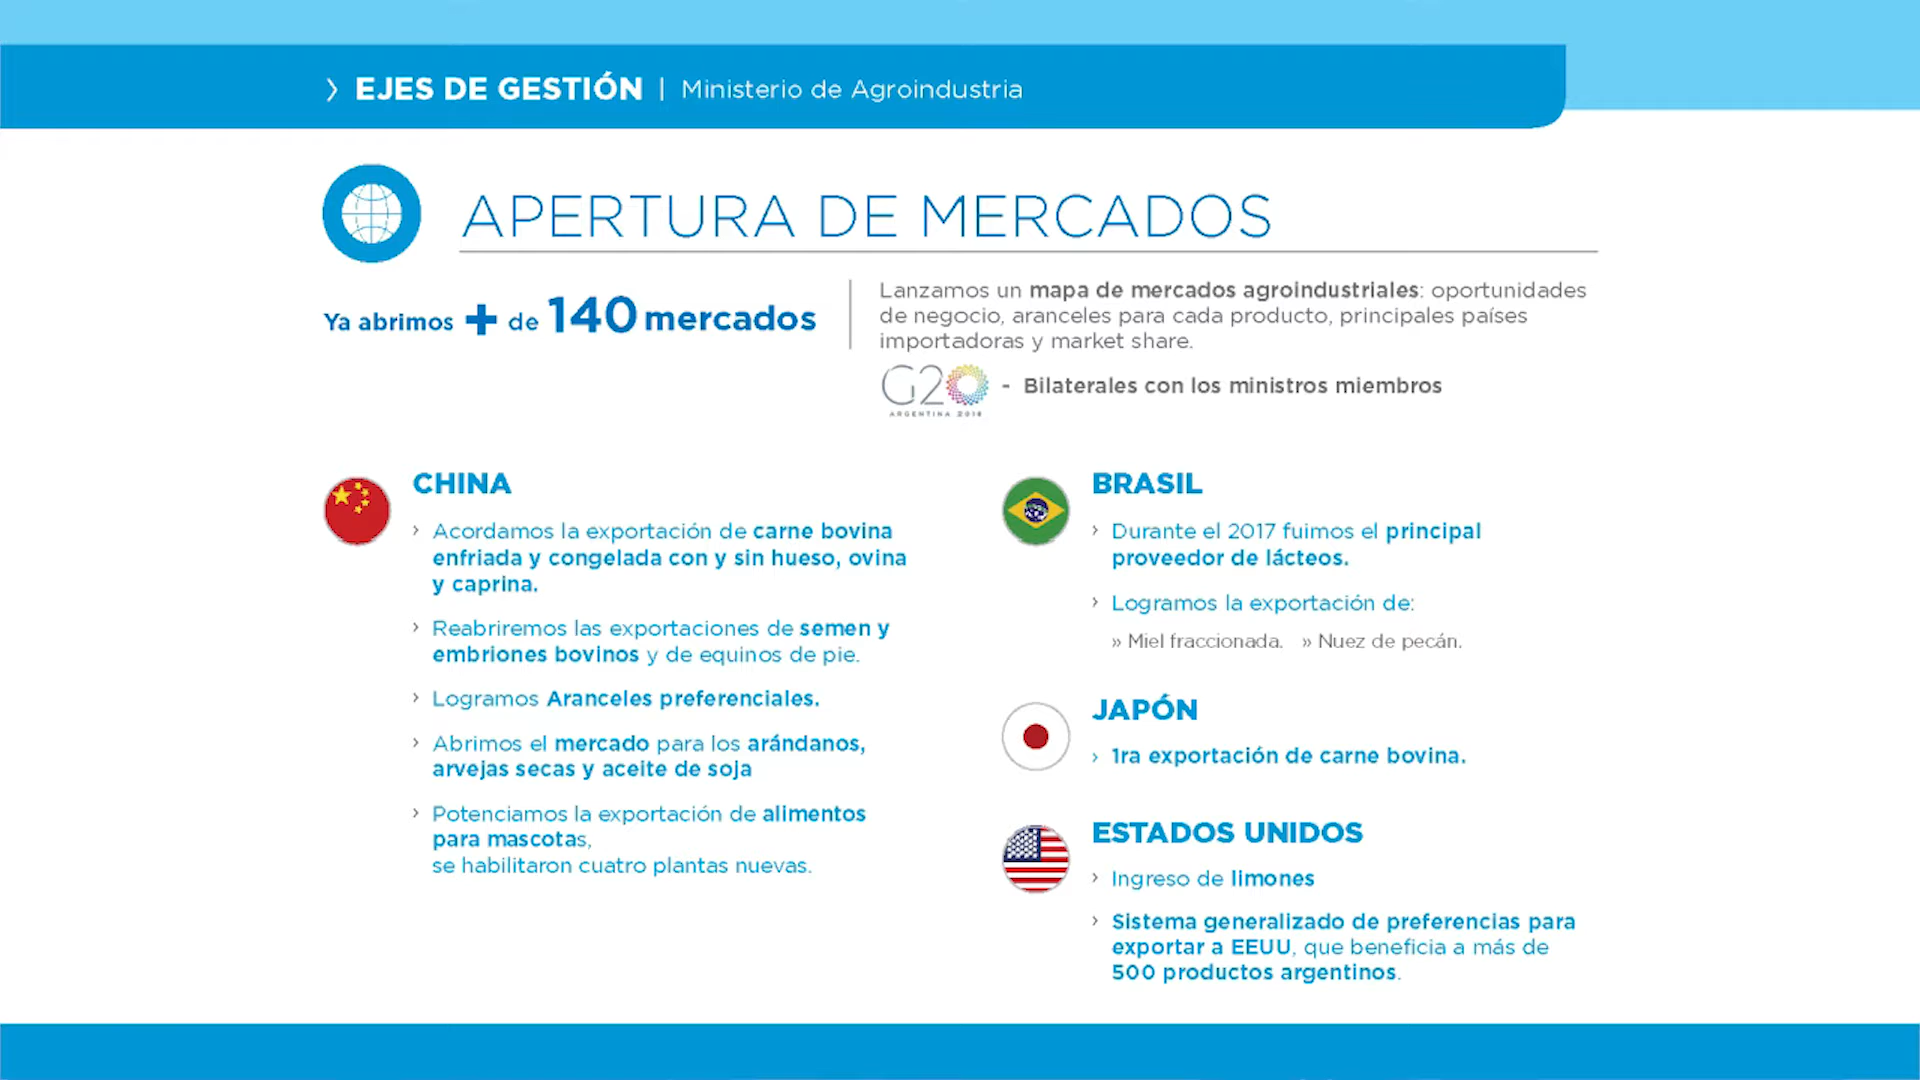 › EJES DE GESTIÓN | Ministerio de Agroindustria
APERTURA DE MERCADOS
Ya abrimos + de 140 mercados
Lanzamos un mapa de mercados agroindustriales: oportunidades
de negocio, aranceles para cada producto, principales países
importadoras y market share.
G20 - Bilaterales con los ministros miembros
ARGENTINA 2018
CHINA
› Acordamos la exportación de carne bovina
enfriada y congelada con y sin hueso, ovina
y caprina.
› Reabriremos las exportaciones de semen y
embriones bovinos y de equinos de pie.
› Logramos Aranceles preferenciales.
› Abrimos el mercado para los arándanos,
arvejas secas y aceite de soja
› Potenciamos la exportación de alimentos
para mascotas,
se habilitaron cuatro plantas nuevas.
BRASIL
› Durante el 2017 fuimos el principal
proveedor de lácteos.
› Logramos la exportación de:
» Miel fraccionada. » Nuez de pecán.
JAPÓN
› 1ra exportación de carne bovina.
ESTADOS UNIDOS
› Ingreso de limones
› Sistema generalizado de preferencias para
exportar a EEUU, que beneficia a más de
500 productos argentinos.